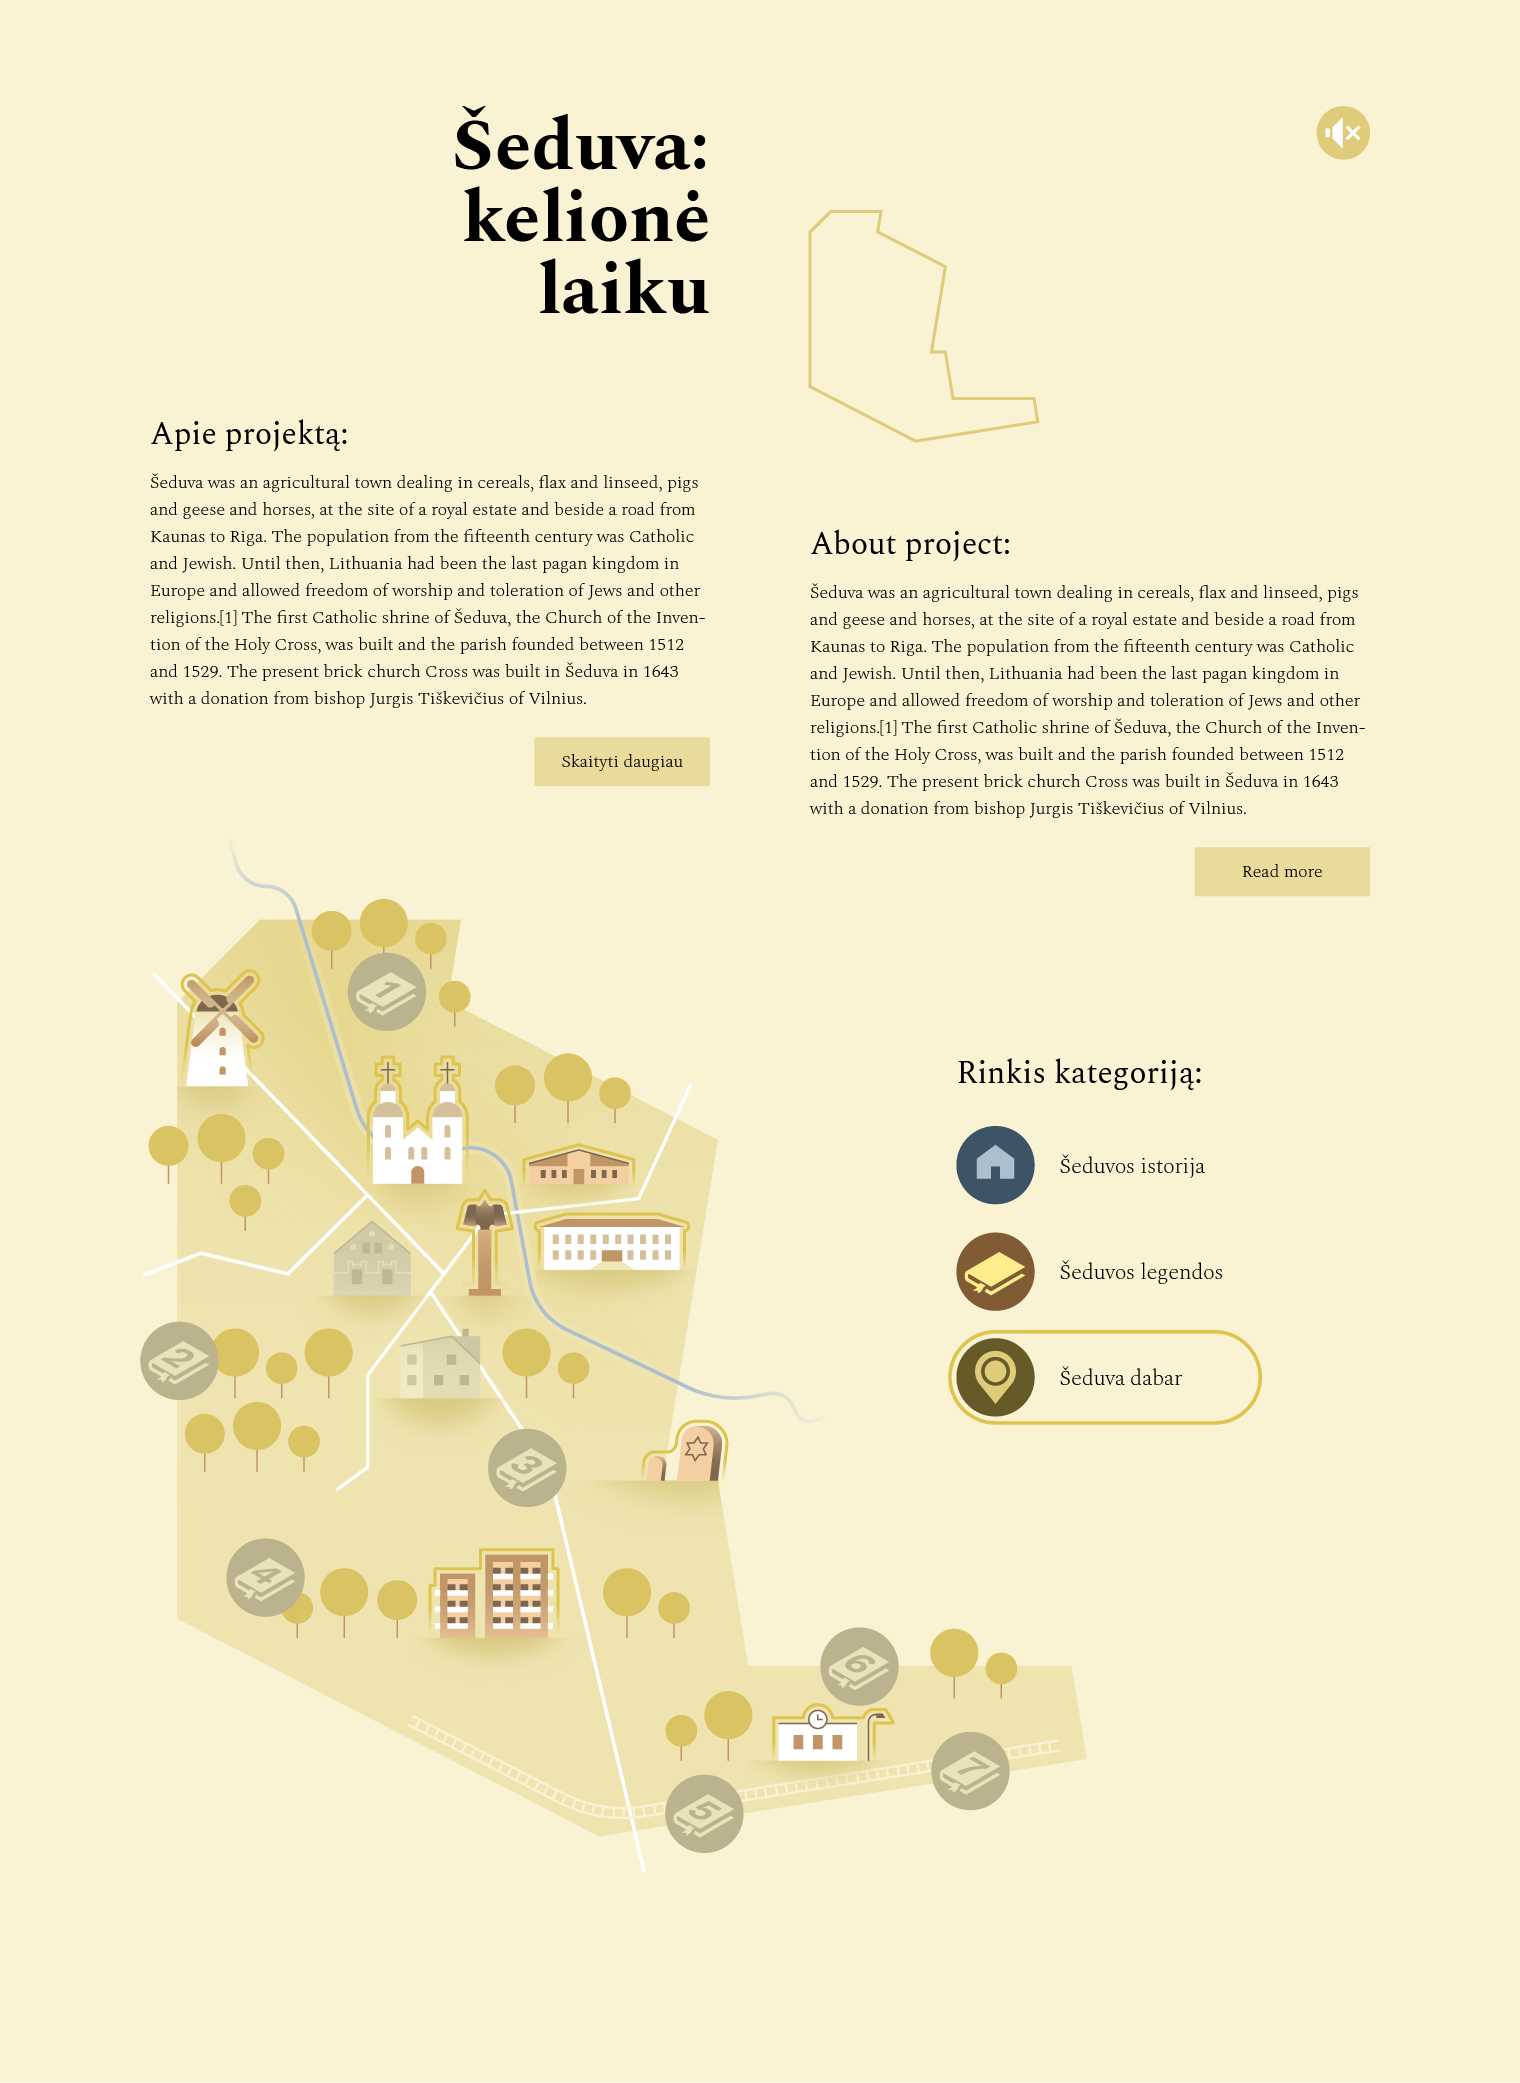 Šeduva:
kelionė
laiku
Apie projektą:
Šeduva was an agricultural town dealing in cereals, flax and linseed, pigs
and geese and horses, at the site of a royal estate and beside a road from
Kaunas to Riga. The population from the fifteenth century was Catholic
and Jewish. Until then, Lithuania had been the last pagan kingdom in
Europe and allowed freedom of worship and toleration of Jews and other
religions.[1] The first Catholic shrine of Šeduva, the Church of the Inven-
tion of the Holy Cross, was built and the parish founded between 1512
and 1529. The present brick church Cross was built in Šeduva in 1643
with a donation from bishop Jurgis Tiškevičius of Vilnius.
Skaityti daugiau
About project:
Šeduva was an agricultural town dealing in cereals, flax and linseed, pigs
and geese and horses, at the site of a royal estate and beside a road from
Kaunas to Riga. The population from the fifteenth century was Catholic
and Jewish. Until then, Lithuania had been the last pagan kingdom in
Europe and allowed freedom of worship and toleration of Jews and other
religions.[1] The first Catholic shrine of Šeduva, the Church of the Inven-
tion of the Holy Cross, was built and the parish founded between 1512
and 1529. The present brick church Cross was built in Šeduva in 1643
with a donation from bishop Jurgis Tiškevičius of Vilnius.
Read more
1
2
3
4
5
6
7
Rinkis kategoriją:
Šeduvos istorija
Šeduvos legendos
Šeduva dabar